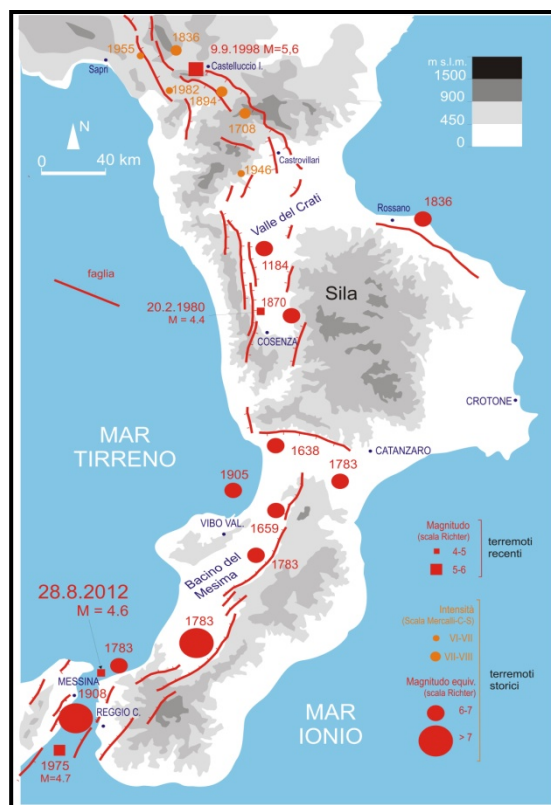 1955
1836
9.9.1998 M=5,6
Sapri
Castelluccio I.
1982
1894
1708
Castrovillari
1946
m s.l.m.
1500
900
450
0
N
0
40 km
Valle del Crati
Rossano
1836
faglia
1184
20.2.1980
M = 4.4
1870
Sila
COSENZA
CROTONE
MAR
TIRRENO
1638
CATANZARO
1783
1905
1659
VIBO VAL.
1783
Bacino del
Mesima
28.8.2012
M = 4.6
1783
1783
MESSINA
1908
REGGIO C.
1975
M=4.7
MAR
IONIO
Magnitudo
(scala Richter)
4-5
5-6
terremoti
recenti
Intensità
(Scala Mercalli-C-S)
VI-VII
VII-VIII
Magnitudo equiv.
(scala Richter)
6-7
> 7
terremoti
storici